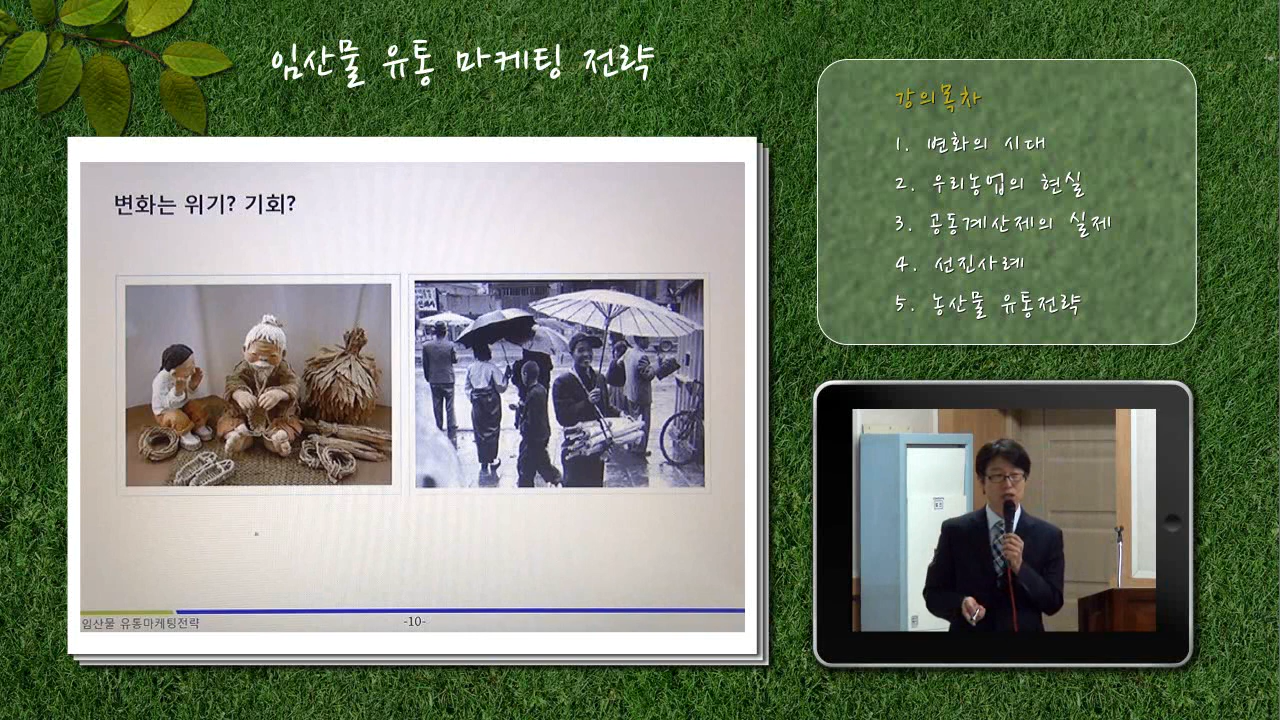 임산물 유통 마케팅 전략
강의목차
1. 변화의 시대
2. 우리농업의 현실
3. 공동계산제의 실제
4. 선진사례
5. 농산물 유통전략
변화는 위기? 기회?
임산물 유통마케팅전략
-10-